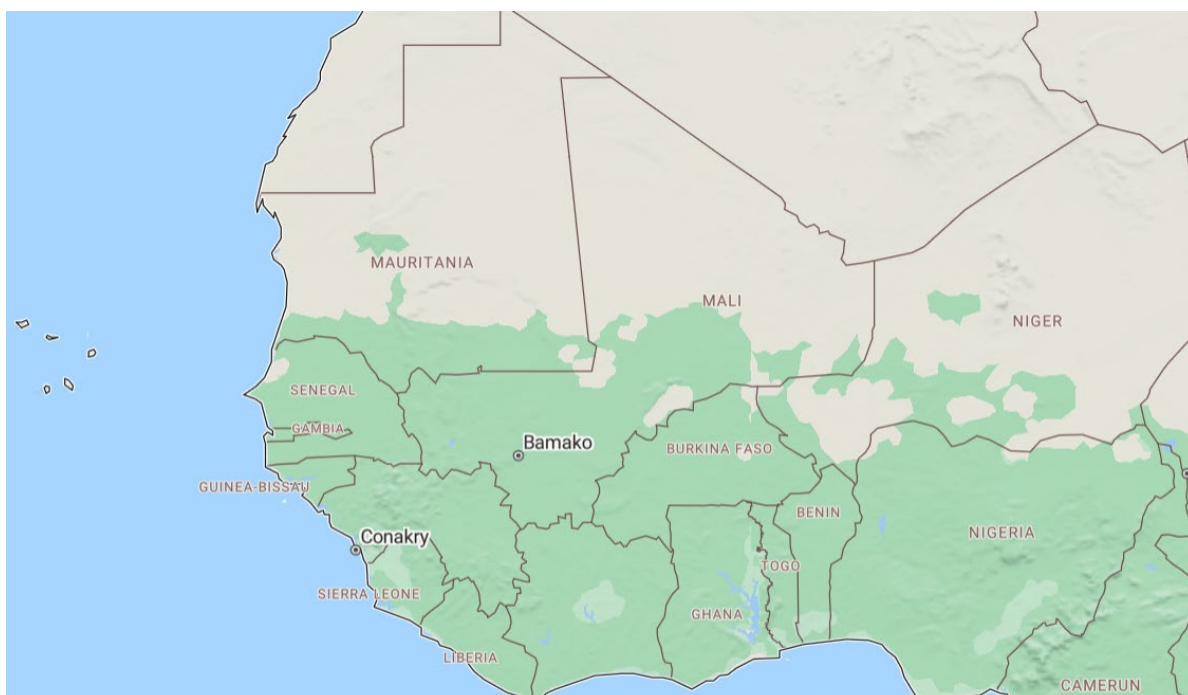 MAURITANIA
MALI
NIGER
SENEGAL
GAMBIA
Bamako
BURKINA FASO
GUINEA-BISSAU
BENIN
NIGERIA
Conakry
TOGO
SIERRA LEONE
GHANA
LIBERIA
CAMERUN